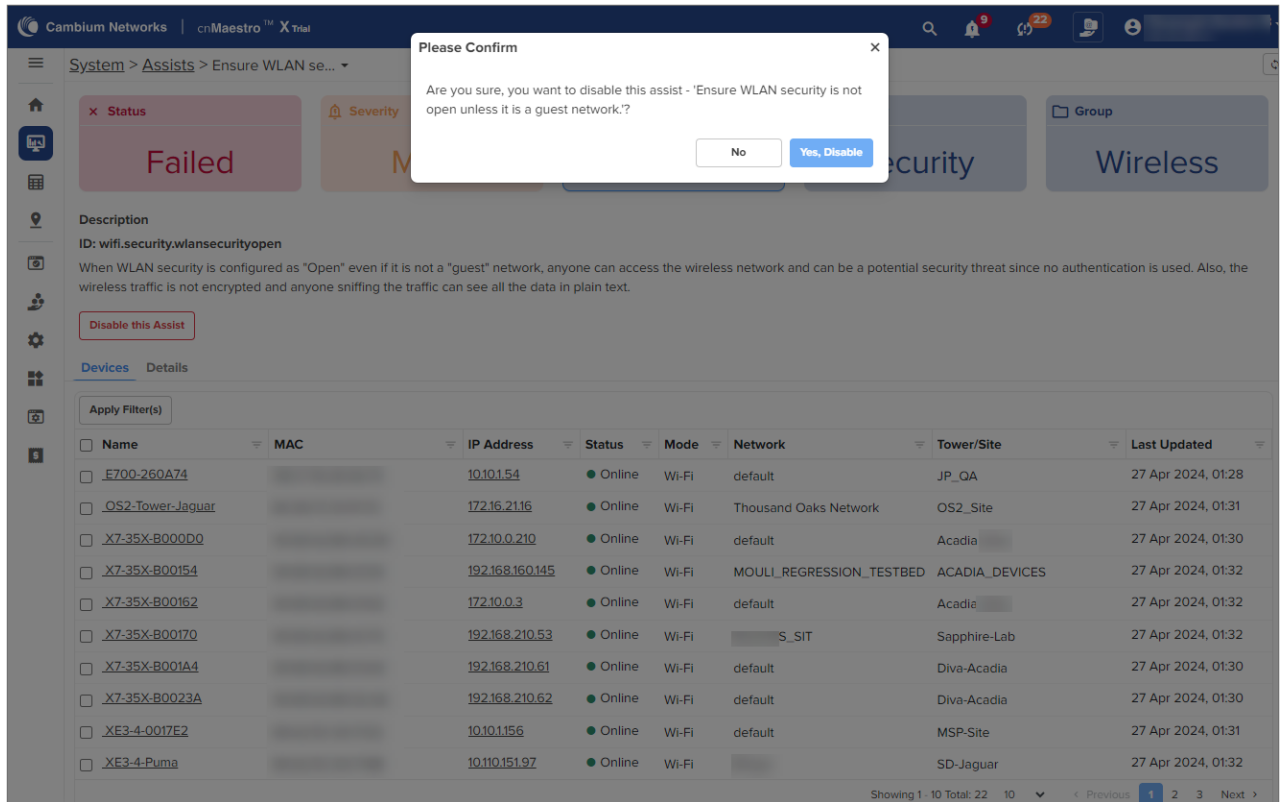 Cambium Networks | cnMaestro™ X Trial
9
22
Please Confirm
Are you sure, you want to disable this assist - 'Ensure WLAN security is not
open unless it is a guest network.'?
No
Yes, Disable
System > Assists > Ensure WLAN se...
Status
Failed
Severity
Group
Wireless
Description
ID: wifi.security.wlansecurityopen
When WLAN security is configured as "Open" even if it is not a "guest" network, anyone can access the wireless network and can be a potential security threat since no authentication is used. Also, the
wireless traffic is not encrypted and anyone sniffing the traffic can see all the data in plain text.
Disable this Assist
Devices Details
Apply Filter(s)
Name MAC IP Address Status Mode Network Tower/Site Last Updated
E700-260A74 10.10.1.54 Online Wi-Fi default JP_QA 27 Apr 2024, 01:28
OS2-Tower-Jaguar 172.16.21.16 Online Wi-Fi Thousand Oaks Network OS2_Site 27 Apr 2024, 01:31
X7-35X-B000D0 172.10.0.210 Online Wi-Fi default Acadia 27 Apr 2024, 01:30
X7-35X-B00154 192.168.160.145 Online Wi-Fi MOULI_REGRESSION_TESTBED ACADIA_DEVICES 27 Apr 2024, 01:32
X7-35X-B00162 172.10.0.3 Online Wi-Fi default Acadia 27 Apr 2024, 01:32
X7-35X-B00170 192.168.210.53 Online Wi-Fi S_SIT Sapphire-Lab 27 Apr 2024, 01:32
X7-35X-B001A4 192.168.210.61 Online Wi-Fi default Diva-Acadia 27 Apr 2024, 01:30
X7-35X-B0023A 192.168.210.62 Online Wi-Fi default Diva-Acadia 27 Apr 2024, 01:30
XE3-4-0017E2 10.10.1.156 Online Wi-Fi default MSP-Site 27 Apr 2024, 01:31
XE3-4-Puma 10.110.151.97 Online Wi-Fi SD-Jaguar 27 Apr 2024, 01:32
Showing 1 - 10 Total: 22 10 < Previous 1 2 3 Next >